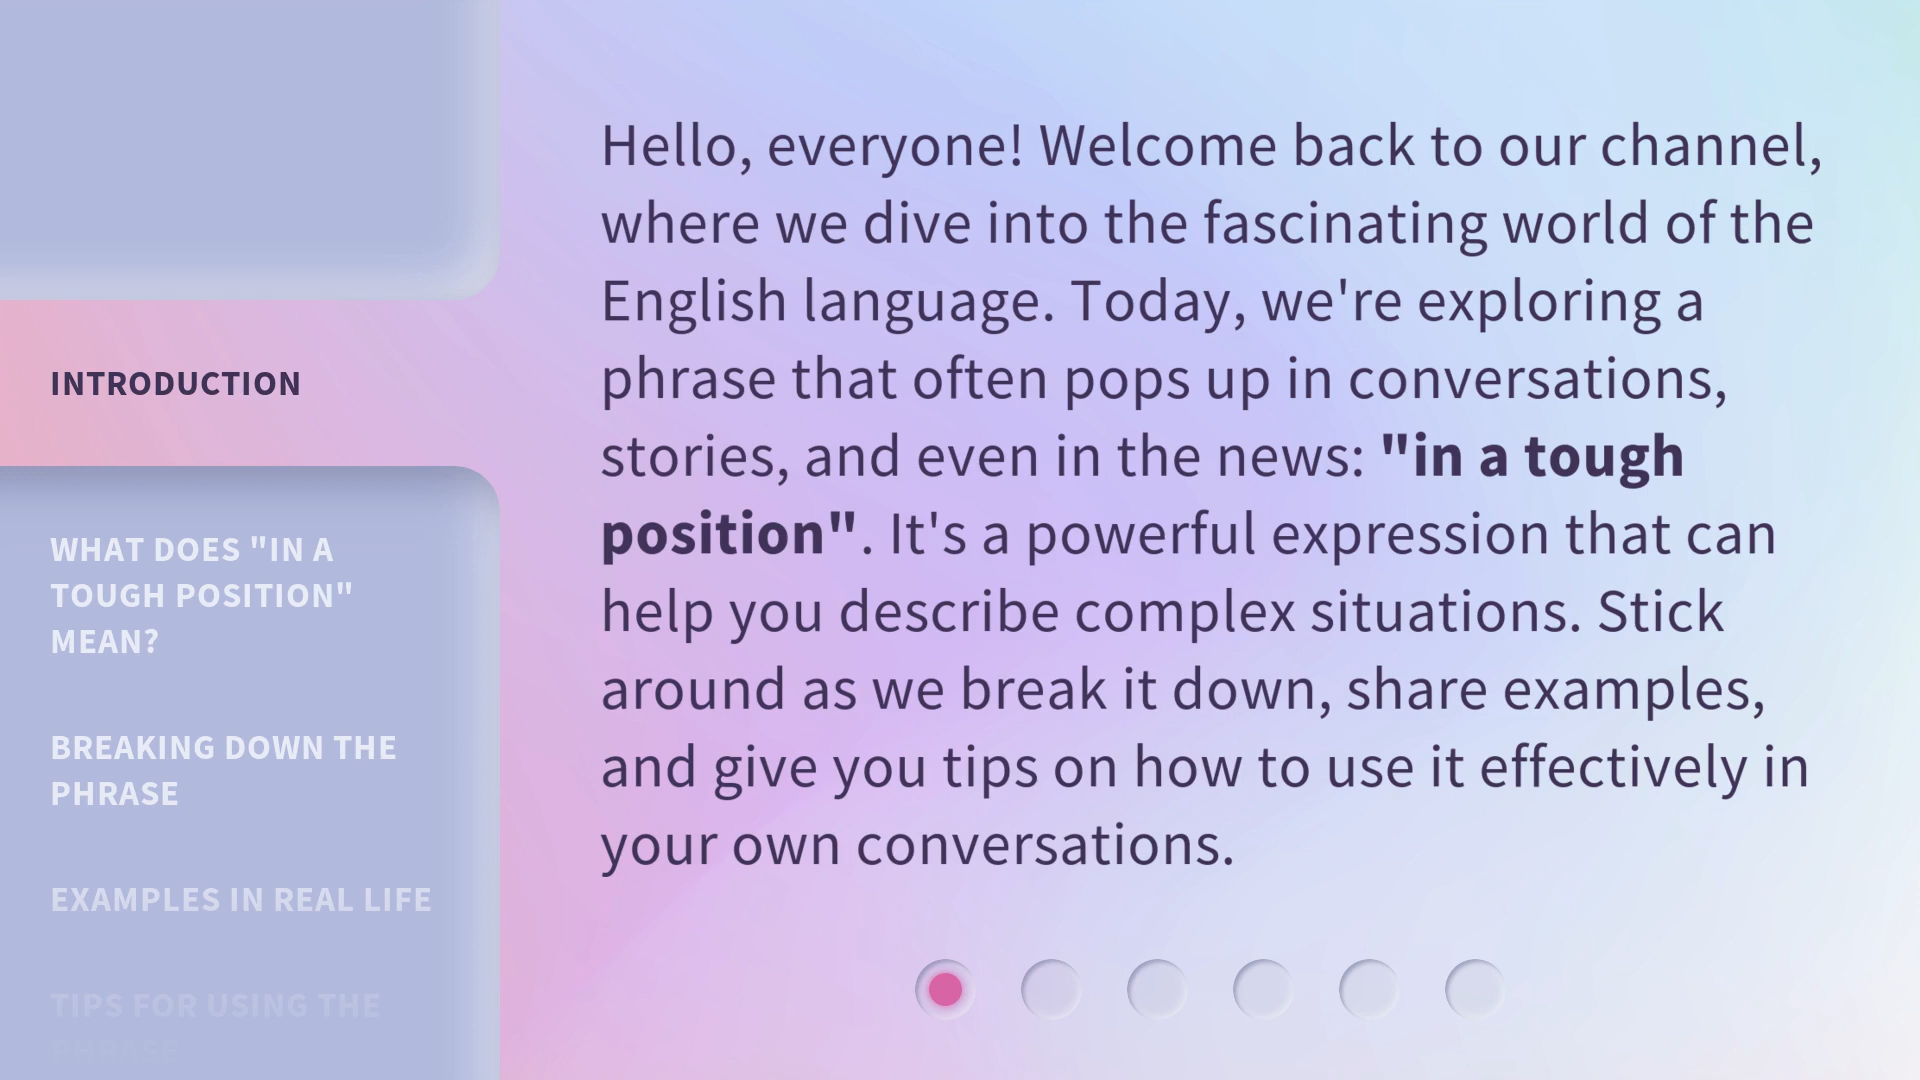 INTRODUCTION
WHAT DOES "IN A
TOUGH POSITION"
MEAN?
BREAKING DOWN THE
PHRASE
EXAMPLES IN REAL LIFE
TIPS FOR USING THE
PHRASE
Hello, everyone! Welcome back to our channel,
where we dive into the fascinating world of the
English language. Today, we're exploring a
phrase that often pops up in conversations,
stories, and even in the news: "in a tough
position". It's a powerful expression that can
help you describe complex situations. Stick
around as we break it down, share examples,
and give you tips on how to use it effectively in
your own conversations.